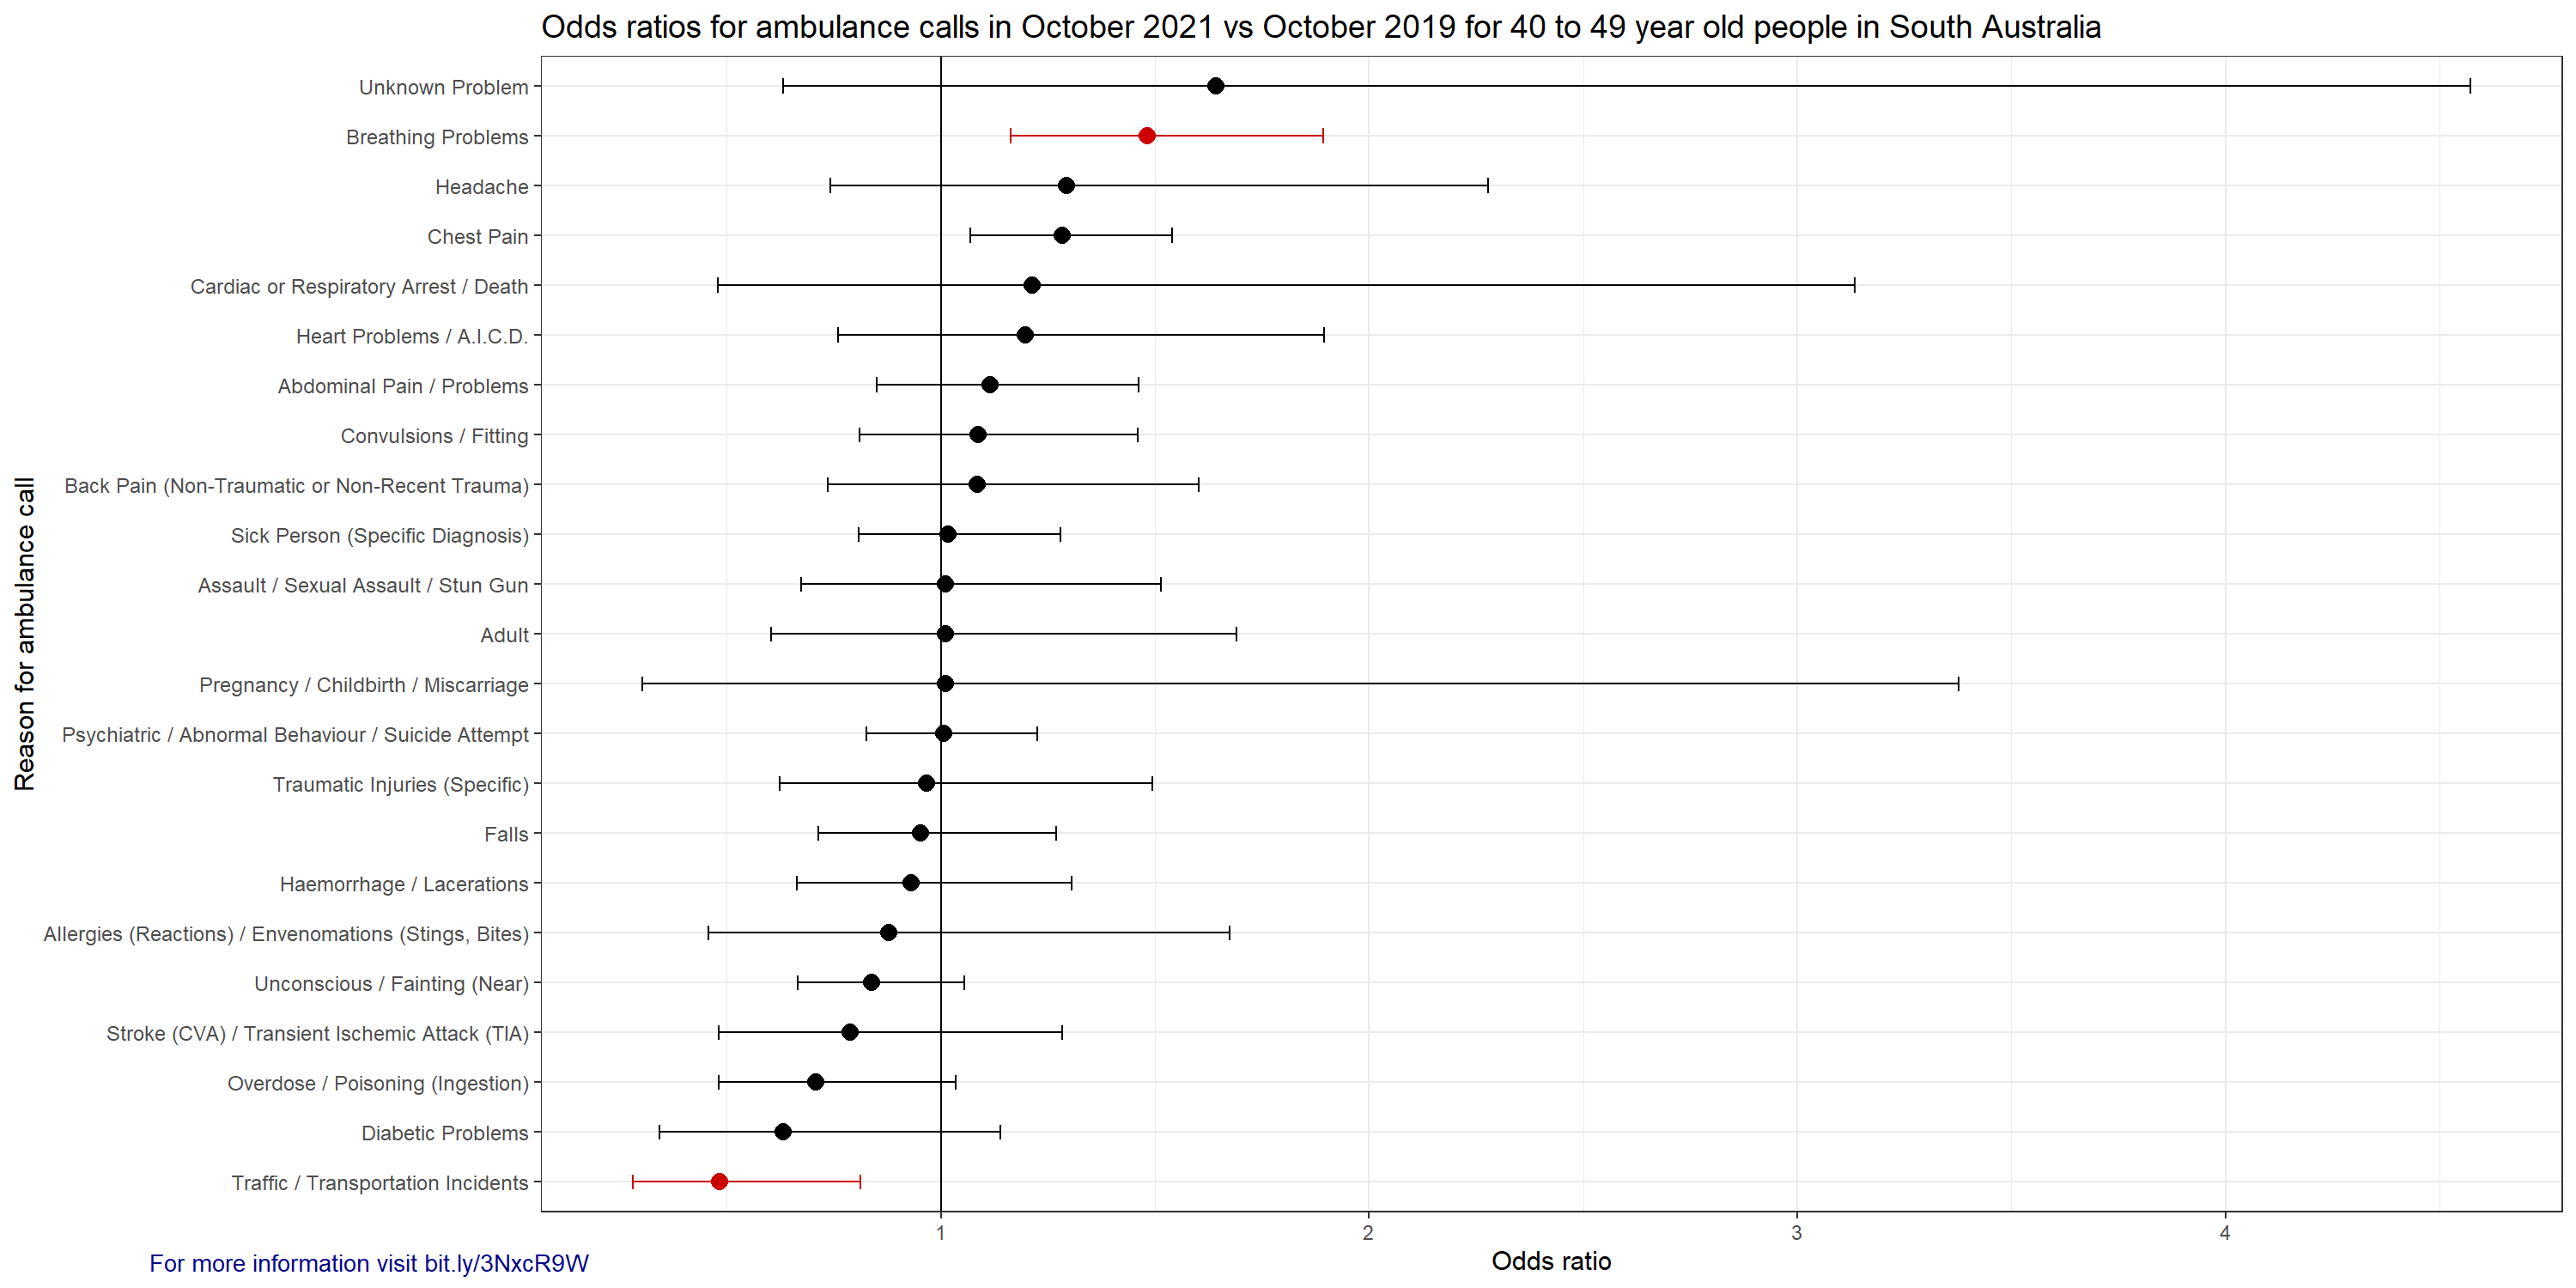 Odds ratios for ambulance calls in October 2021 vs October 2019 for 40 to 49 year old people in South Australia
Reason for ambulance call
Unknown Problem
Breathing Problems
Headache
Chest Pain
Cardiac or Respiratory Arrest / Death
Heart Problems / A.I.C.D.
Abdominal Pain / Problems
Convulsions / Fitting
Back Pain (Non-Traumatic or Non-Recent Trauma)
Sick Person (Specific Diagnosis)
Assault / Sexual Assault / Stun Gun
Adult
Pregnancy / Childbirth / Miscarriage
Psychiatric / Abnormal Behaviour / Suicide Attempt
Traumatic Injuries (Specific)
Falls
Haemorrhage / Lacerations
Allergies (Reactions) / Envenomations (Stings, Bites)
Unconscious / Fainting (Near)
Stroke (CVA) / Transient Ischemic Attack (TIA)
Overdose / Poisoning (Ingestion)
Diabetic Problems
Traffic / Transportation Incidents
1 2 3 4
Odds ratio
For more information visit bit.ly/3NxcR9W